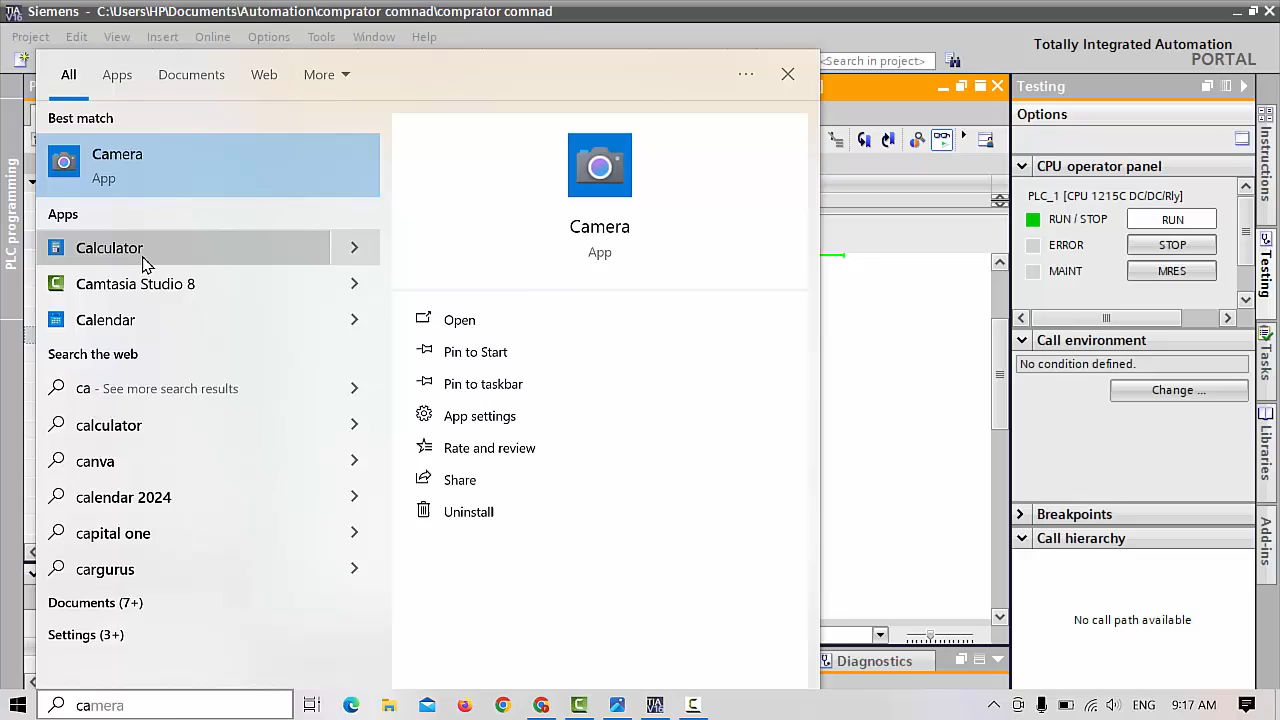 Siemens - C:\Users\HP\Documents\Automation\comprator comnad\comprator comnad
Project Edit View Insert Online Options Tools Window Help
Totally Integrated Automation
PORTAL
<Search in project>
All Apps Documents Web More
Testing
Options
Best match
Camera
App
Apps
Calculator
Camtasia Studio 8
Calendar
Search the web
ca - See more search results
calculator
canva
calendar 2024
capital one
cargurus
Documents (7+)
Settings (3+)
Camera
App
Open
Pin to Start
Pin to taskbar
App settings
Rate and review
Share
Uninstall
CPU operator panel
PLC_1 [CPU 1215C DC/DC/Rly]
RUN / STOP RUN
ERROR STOP
MAINT MRES
Call environment
No condition defined.
Change ...
Breakpoints
Call hierarchy
No call path available
Diagnostics
PLC programming
Instructions
Testing
Tasks
Libraries
Add-ins
camera
ENG 9:17 AM